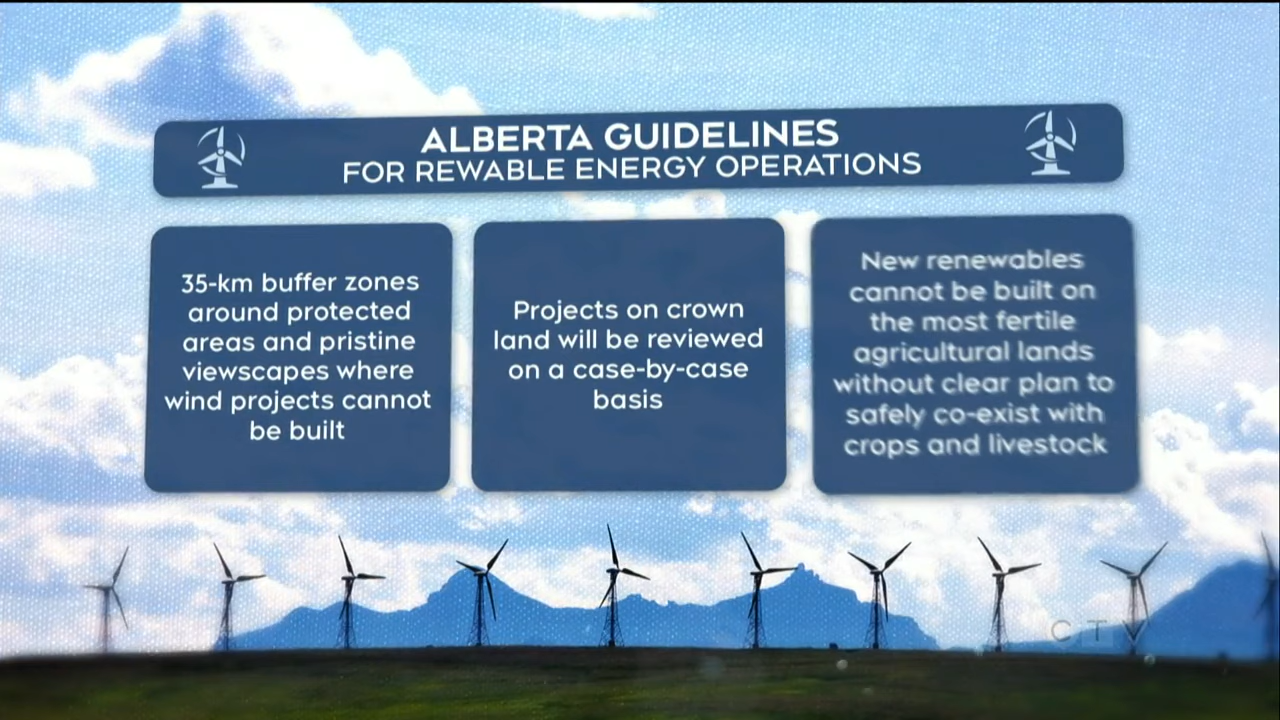 ALBERTA GUIDELINES
FOR REWABLE ENERGY OPERATIONS
35-km buffer zones
around protected
areas and pristine
viewscapes where
wind projects cannot
be built
Projects on crown
land will be reviewed
on a case-by-case
basis
New renewables
cannot be built on
the most fertile
agricultural lands
without clear plan to
safely co-exist with
crops and livestock
CTV